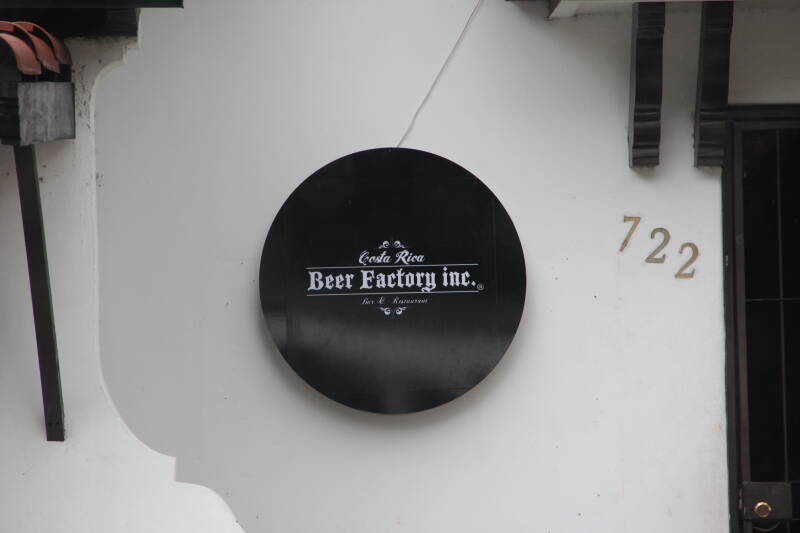 Costa Rica
Beer Factory inc.®
Bar & Restaurant
722